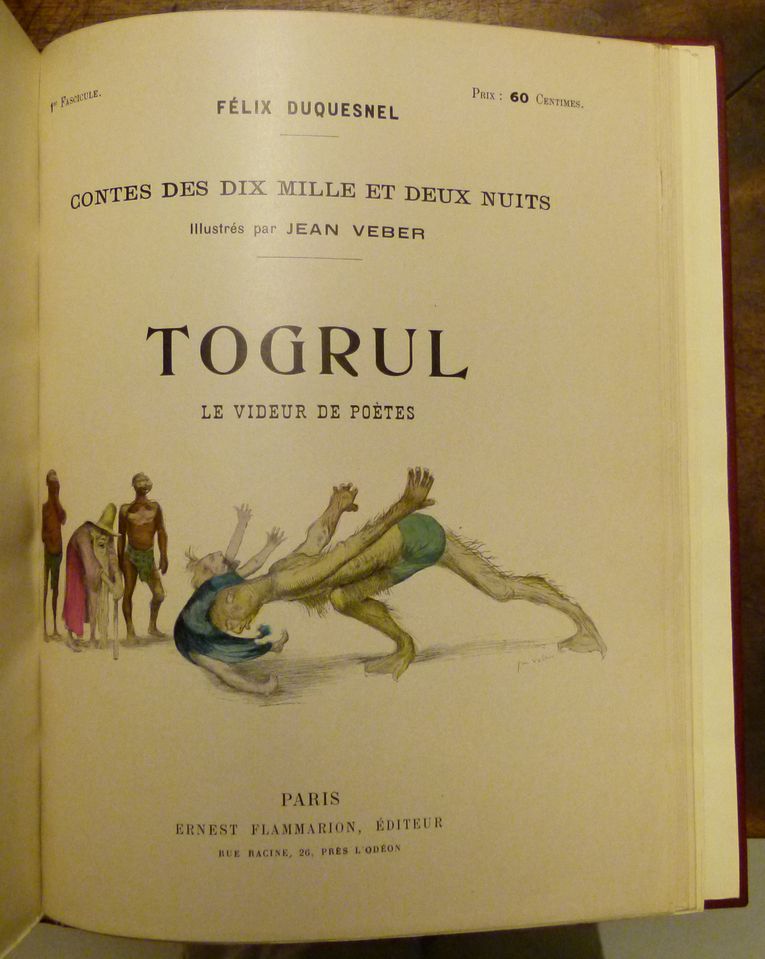 1er Fascicule.
Prix : 60 Centimes.
FÉLIX DUQUESNEL
CONTES DES DIX MILLE ET DEUX NUITS
Illustrés par JEAN VEBER
TOGRUL
LE VIDEUR DE POÈTES
PARIS
ERNEST FLAMMARION, ÉDITEUR
RUE RACINE, 26, PRÈS L'ODÉON